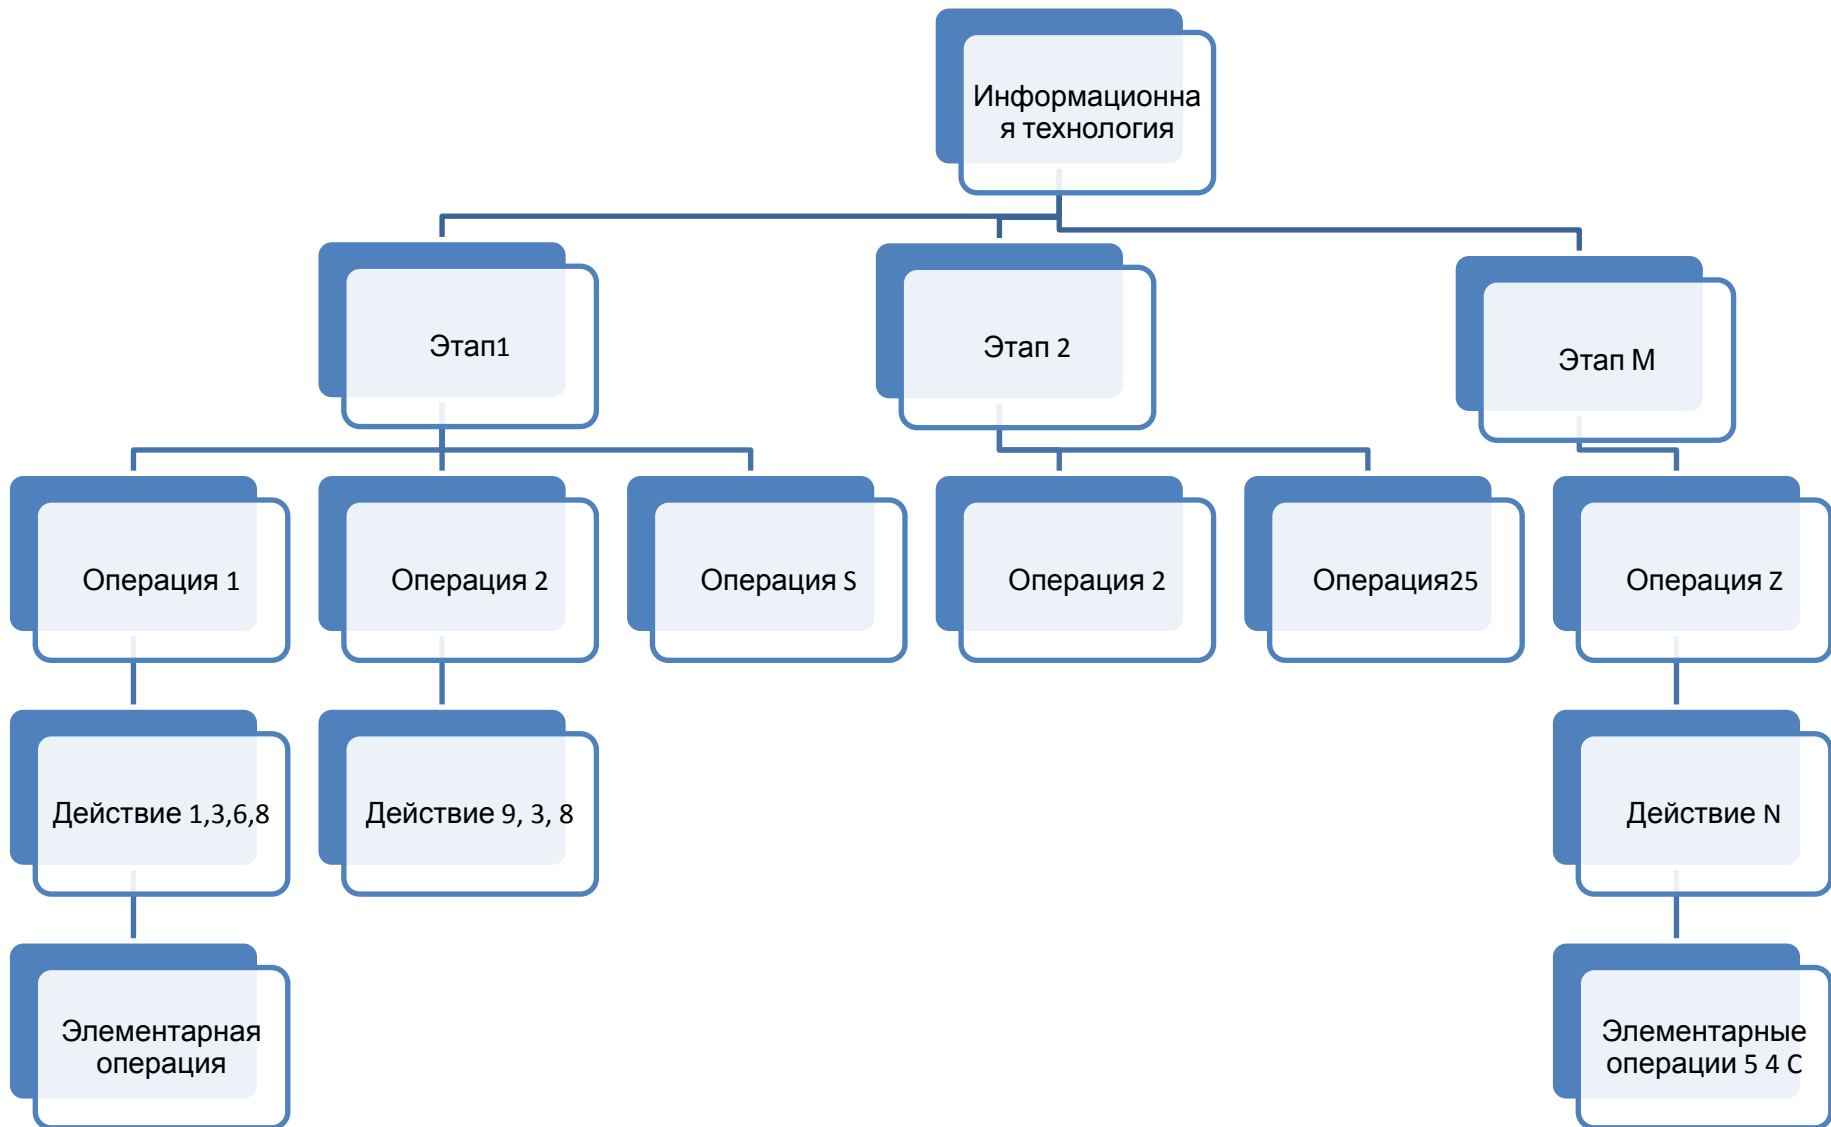 Информационна
я технология
Этап1
Этап 2
Этап М
Операция 1
Операция 2
Операция S
Операция 2
Операция25
Операция Z
Действие 1,3,6,8
Действие 9, 3, 8
Действие N
Элементарная
операция
Элементарные
операции 5 4 С